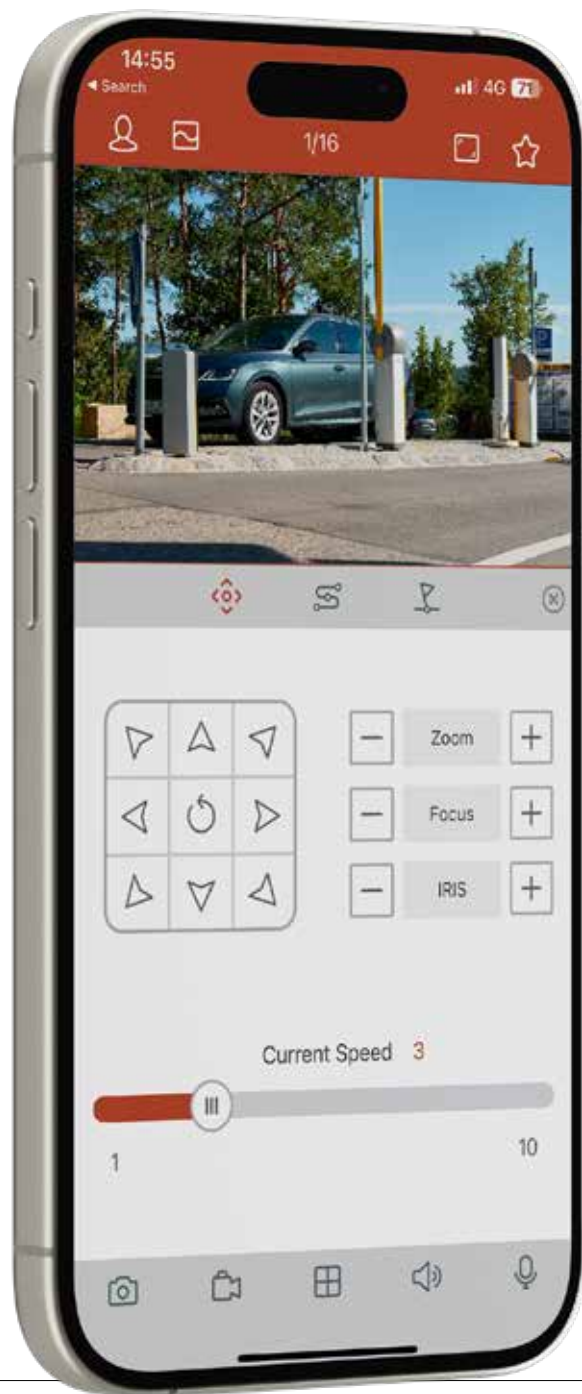 14:55
◀ Search
4G 71
1/16
P
− Zoom +
− Focus +
− IRIS +
Current Speed 3
1 10